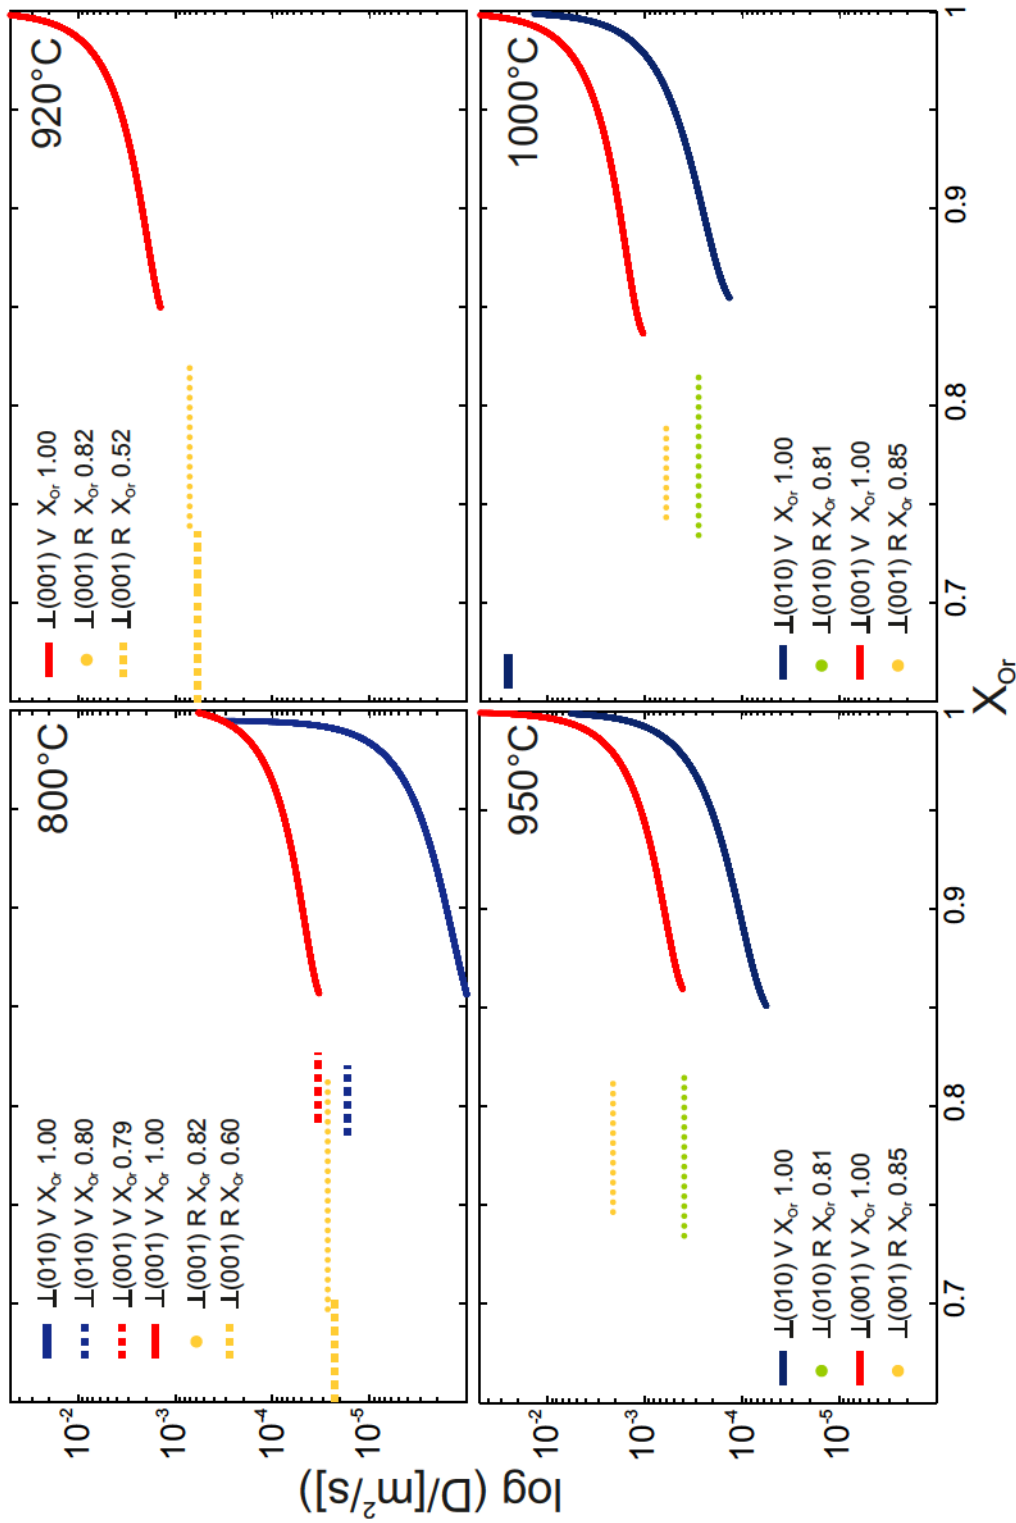 log (D/[m²/s])
800°C
⊥(010) V X_Or 1.00
⊥(010) V X_Or 0.80
⊥(001) V X_Or 0.79
⊥(001) V X_Or 1.00
⊥(001) R X_Or 0.82
⊥(001) R X_Or 0.60
10⁻²
10⁻³
10⁻⁴
10⁻⁵
920°C
⊥(001) V X_Or 1.00
⊥(001) R X_Or 0.82
⊥(001) R X_Or 0.52
950°C
⊥(010) V X_Or 1.00
⊥(010) R X_Or 0.81
⊥(001) V X_Or 1.00
⊥(001) R X_Or 0.85
10⁻²
10⁻³
10⁻⁴
10⁻⁵
0.7
0.8
0.9
1
1000°C
⊥(010) V X_Or 1.00
⊥(010) R X_Or 0.81
⊥(001) V X_Or 1.00
⊥(001) R X_Or 0.85
0.7
0.8
0.9
1
X_Or